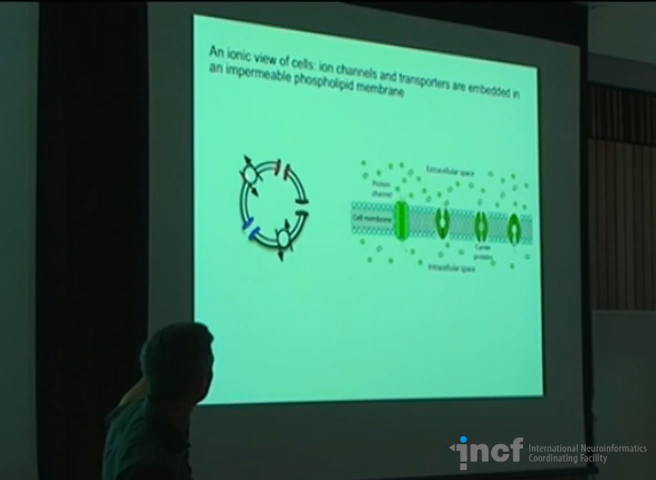 An ionic view of cells: ion channels and transporters are embedded in
an impermeable phospholipid membrane
Extracellular space
Protein
channel
Cell membrane
Carrier
proteins
Intracellular space
incf
International Neuroinformatics
Coordinating Facility